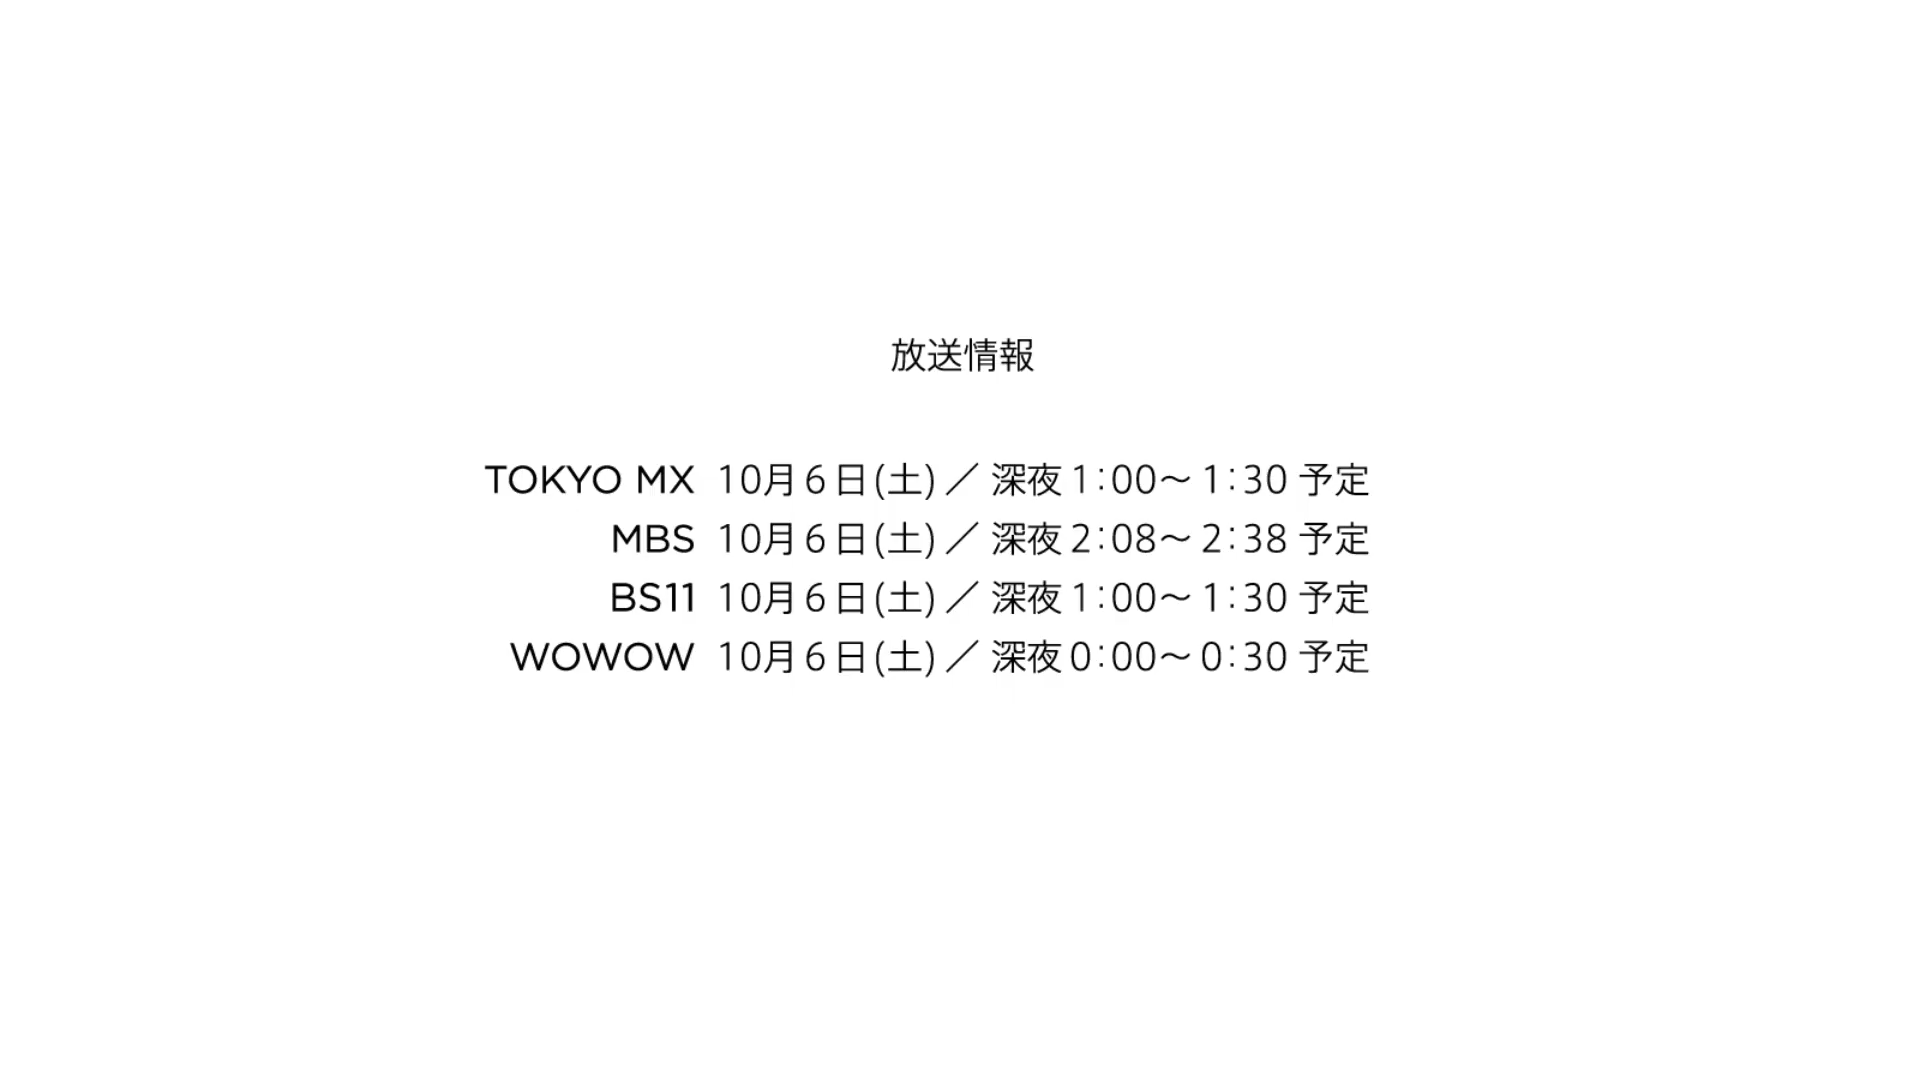 放送情報
TOKYO MX 10月6日(土)／深夜1:00〜1:30 予定
MBS 10月6日(土)／深夜2:08〜2:38 予定
BS11 10月6日(土)／深夜1:00〜1:30 予定
WOWOW 10月6日(土)／深夜0:00〜0:30 予定